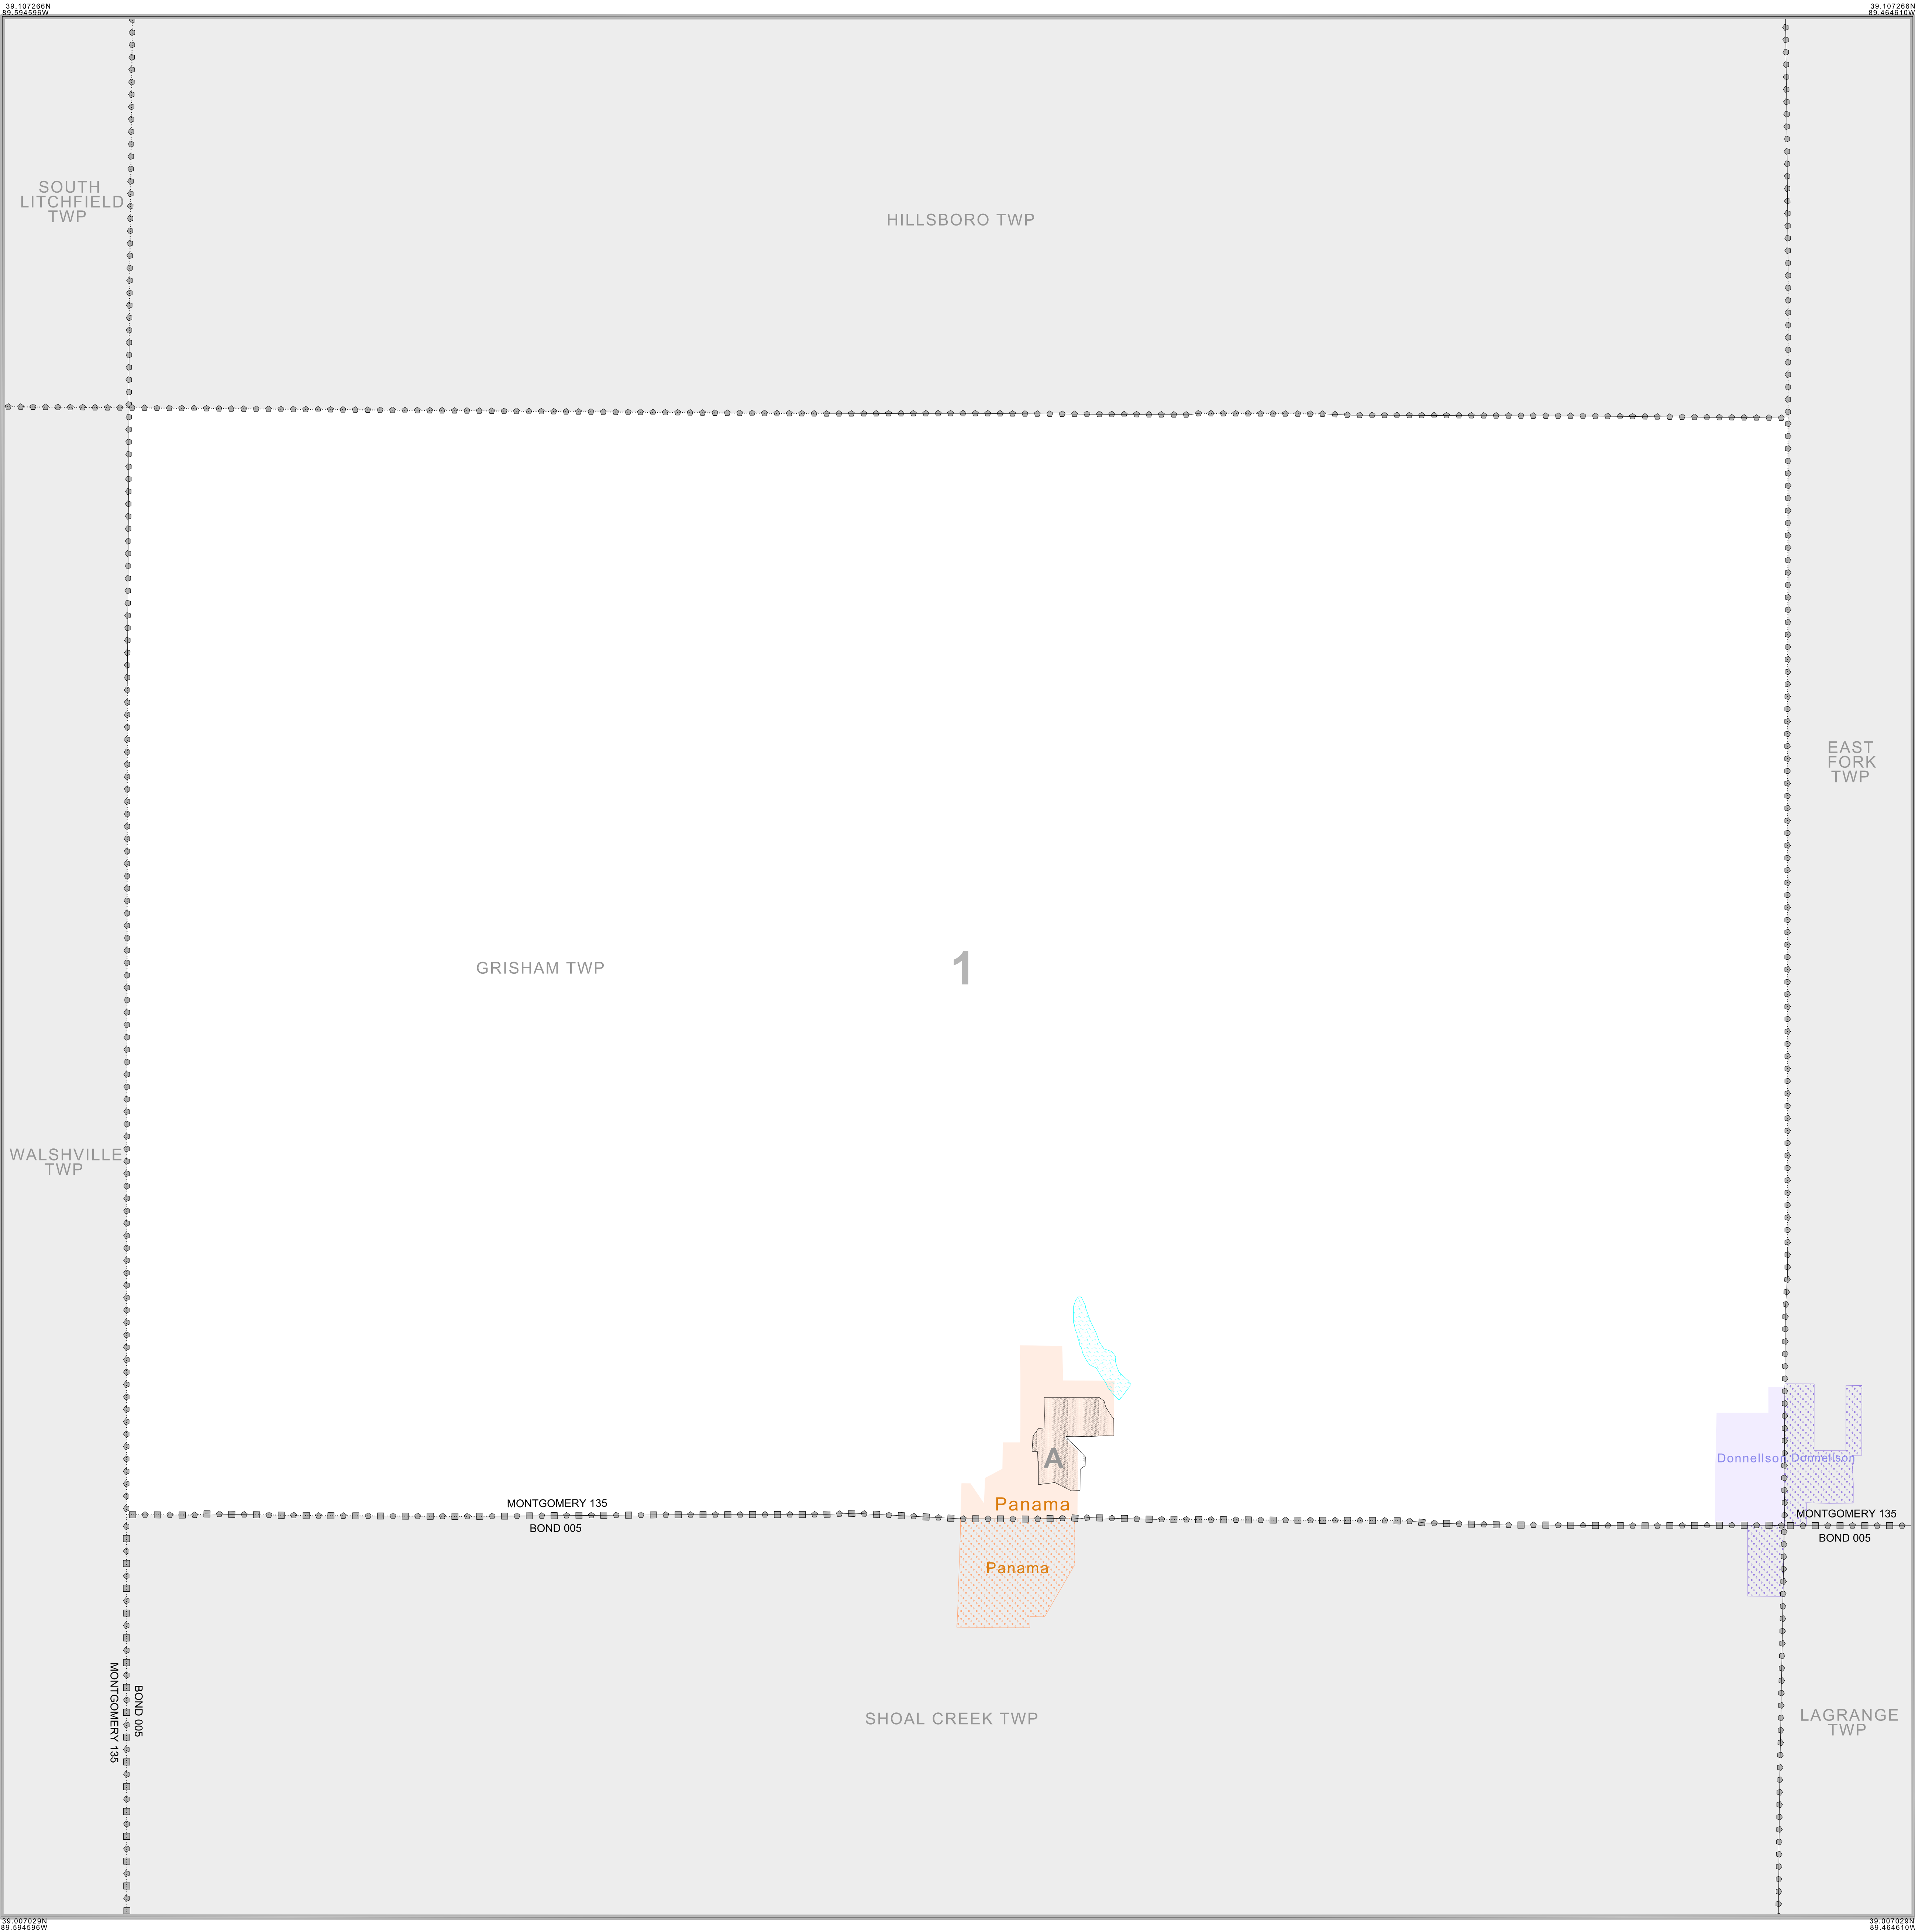 39.107266N
89.594596W
39.107266N
89.464610W
SOUTH
LITCHFIELD
TWP
HILLSBORO TWP
EAST
FORK
TWP
GRISHAM TWP
1
WALSHVILLE
TWP
A
Donnellson
Donnellson
Panama
MONTGOMERY 135
BOND 005
MONTGOMERY 135
BOND 005
Panama
BOND 005
MONTGOMERY 135
SHOAL CREEK TWP
LAGRANGE
TWP
39.007029N
89.594596W
39.007029N
89.464610W